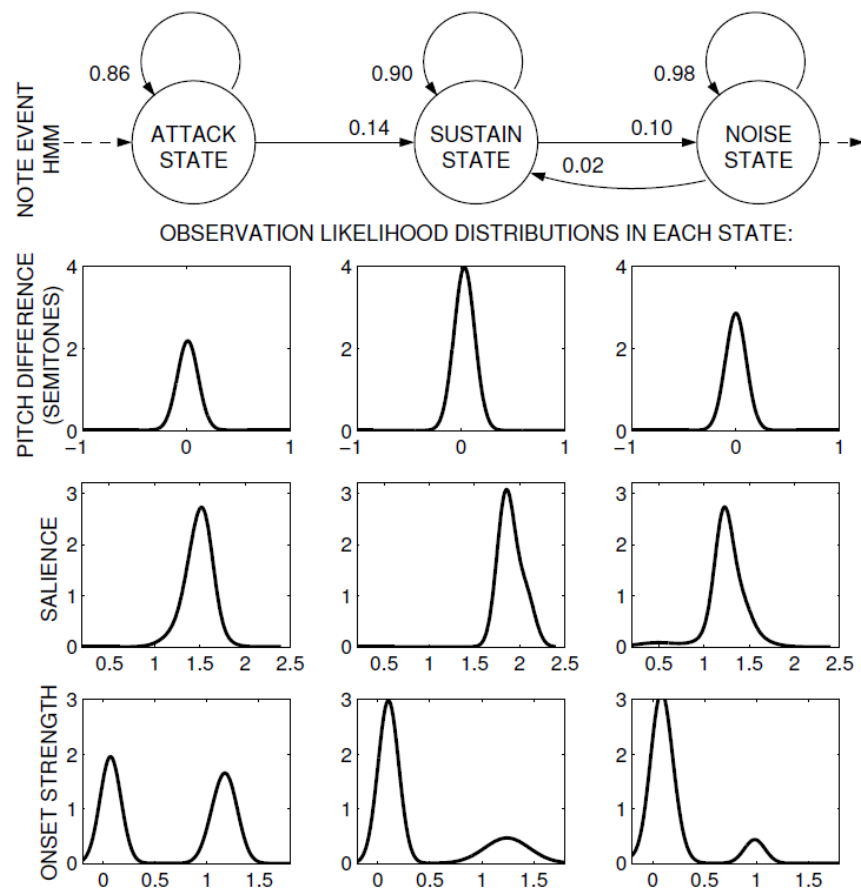 0.86
0.90
0.98
NOTE EVENT
HMM
ATTACK
STATE
0.14
SUSTAIN
STATE
0.10
NOISE
STATE
0.02
OBSERVATION LIKELIHOOD DISTRIBUTIONS IN EACH STATE:
PITCH DIFFERENCE
(SEMITONES)
4
2
0
−1 0 1
4
2
0
−1 0 1
4
2
0
−1 0 1
SALIENCE
3
2
1
0
0.5 1 1.5 2 2.5
3
2
1
0
0.5 1 1.5 2 2.5
3
2
1
0
0.5 1 1.5 2 2.5
ONSET STRENGTH
3
2
1
0
0 0.5 1 1.5
3
2
1
0
0 0.5 1 1.5
3
2
1
0
0 0.5 1 1.5